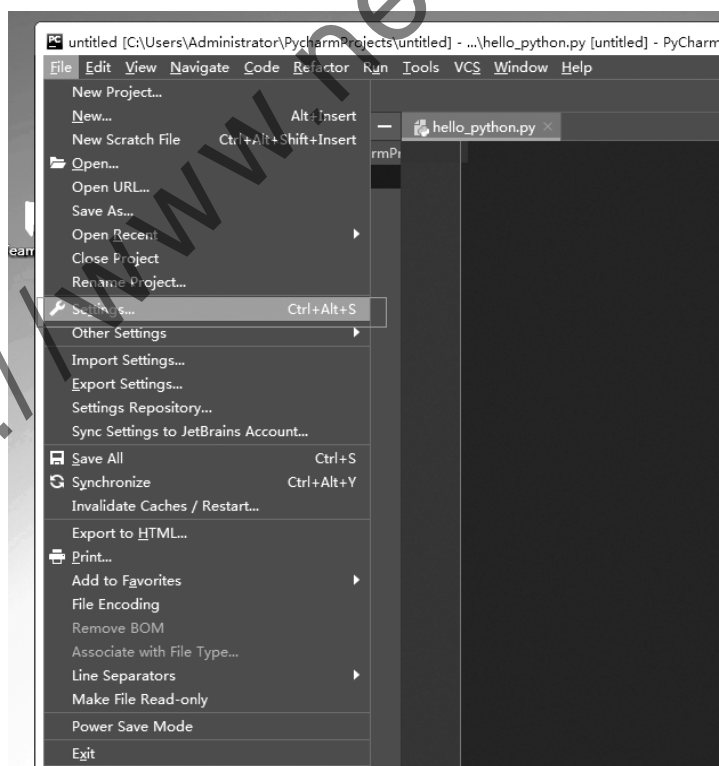 untitled [C:\Users\Administrator\PycharmProjects\untitled] - ...\hello_python.py [untitled] - PyCharm
File Edit View Navigate Code Refactor Run Tools VCS Window Help
New Project...
New... Alt+Insert
New Scratch File Ctrl+Alt+Shift+Insert
hello_python.py
Open...
Open URL...
Save As...
Open Recent
Close Project
Rename Project...
Settings... Ctrl+Alt+S
Other Settings
Import Settings...
Export Settings...
Settings Repository...
Sync Settings to JetBrains Account...
Save All Ctrl+S
Synchronize Ctrl+Alt+Y
Invalidate Caches / Restart...
Export to HTML...
Print...
Add to Favorites
File Encoding
Remove BOM
Associate with File Type...
Line Separators
Make File Read-only
Power Save Mode
Exit
://www.ne